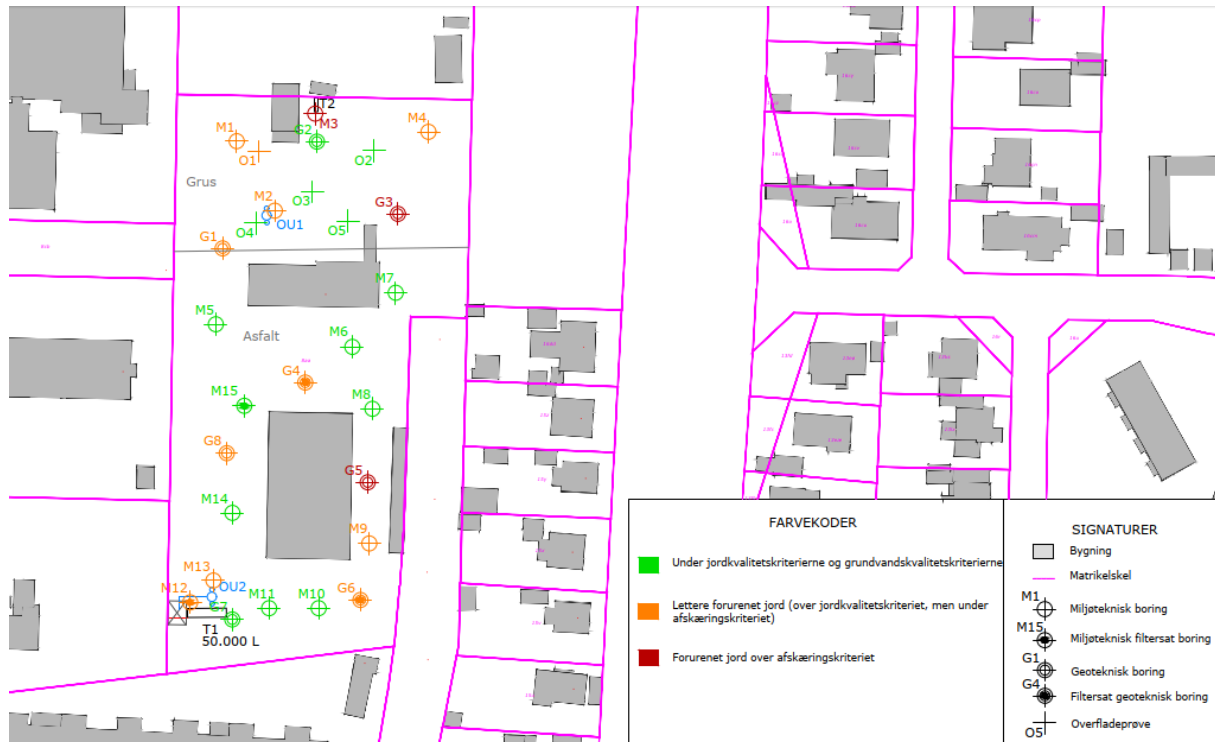 T2
M1
M3
M4
G2
O1
O2
Grus
M2
O3
G3
OU1
O4
O5
G1
M7
M5
Asfalt
M6
G4
M15
M8
G8
G5
M14
M9
M13
M12
OU2
M11
M10
G6
G7
T1
50.000 L
FARVEKODER
Under jordkvalitetskriterierne og grundvandskvalitetskriterierne
Lettere forurenet jord (over jordkvalitetskriteriet, men under
afskæringskriteriet)
Forurenet jord over afskæringskriteriet
SIGNATURER
Bygning
Matrikelskel
M1
Miljøteknisk boring
M15
Miljøteknisk filtersat boring
G1
Geoteknisk boring
G4
Filtersat geoteknisk boring
Overfladeprøve
O5